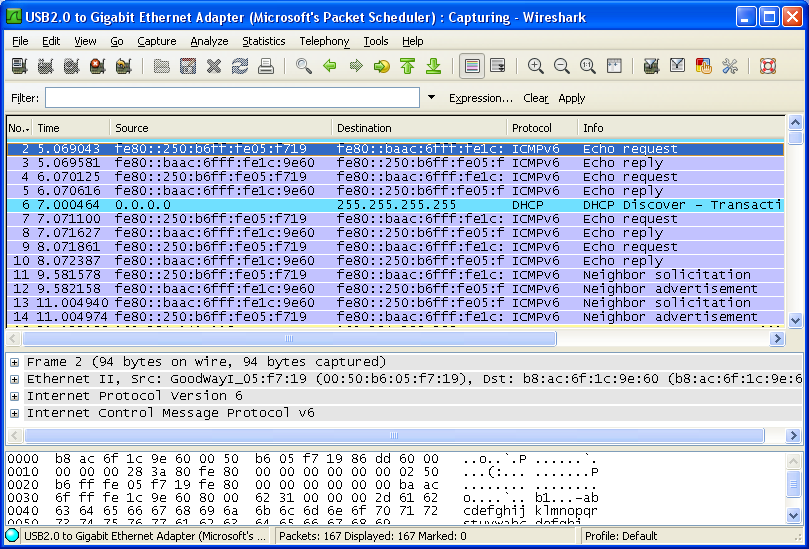 USB2.0 to Gigabit Ethernet Adapter (Microsoft's Packet Scheduler) : Capturing - Wireshark
File Edit View Go Capture Analyze Statistics Telephony Tools Help
Filter: Expression... Clear Apply
No. Time Source Destination Protocol Info
2 5.069043 fe80::250:b6ff:fe05:f719 fe80::baac:6fff:fe1c: ICMPv6 Echo request
3 5.069581 fe80::baac:6fff:fe1c:9e60 fe80::250:b6ff:fe05:f ICMPv6 Echo reply
4 6.070125 fe80::250:b6ff:fe05:f719 fe80::baac:6fff:fe1c: ICMPv6 Echo request
5 6.070616 fe80::baac:6fff:fe1c:9e60 fe80::250:b6ff:fe05:f ICMPv6 Echo reply
6 7.000464 0.0.0.0 255.255.255.255 DHCP DHCP Discover - Transacti
7 7.071100 fe80::250:b6ff:fe05:f719 fe80::baac:6fff:fe1c: ICMPv6 Echo request
8 7.071627 fe80::baac:6fff:fe1c:9e60 fe80::250:b6ff:fe05:f ICMPv6 Echo reply
9 8.071861 fe80::250:b6ff:fe05:f719 fe80::baac:6fff:fe1c: ICMPv6 Echo request
10 8.072387 fe80::baac:6fff:fe1c:9e60 fe80::250:b6ff:fe05:f ICMPv6 Echo reply
11 9.581578 fe80::250:b6ff:fe05:f719 fe80::baac:6fff:fe1c: ICMPv6 Neighbor solicitation
12 9.582158 fe80::baac:6fff:fe1c:9e60 fe80::250:b6ff:fe05:f ICMPv6 Neighbor advertisement
13 11.004940 fe80::baac:6fff:fe1c:9e60 fe80::250:b6ff:fe05:f ICMPv6 Neighbor solicitation
14 11.004974 fe80::250:b6ff:fe05:f719 fe80::baac:6fff:fe1c: ICMPv6 Neighbor advertisement
Frame 2 (94 bytes on wire, 94 bytes captured)
Ethernet II, Src: GoodWayI_05:f7:19 (00:50:b6:05:f7:19), Dst: b8:ac:6f:1c:9e:60 (b8:ac:6f:1c:9e:6
Internet Protocol Version 6
Internet Control Message Protocol v6
0000 b8 ac 6f 1c 9e 60 00 50 b6 05 f7 19 86 dd 60 00 ..o..`.P ......`.
0010 00 00 00 28 3a 80 fe 80 00 00 00 00 00 00 02 50 ...(:... .......P
0020 b6 ff fe 05 f7 19 fe 80 00 00 00 00 00 00 ba ac ........ ........
0030 6f ff fe 1c 9e 60 80 00 62 31 00 00 00 2d 61 62 o....`.. b1...-ab
0040 63 64 65 66 67 68 69 6a 6b 6c 6d 6e 6f 70 71 72 cdefghij klmnopqr
0050 73 74 75 76 77 61 62 63 64 65 66 67 68 69 stuvwabc defghi
USB2.0 to Gigabit Ethernet Adapter (Microsoft's ... Packets: 167 Displayed: 167 Marked: 0 Profile: Default